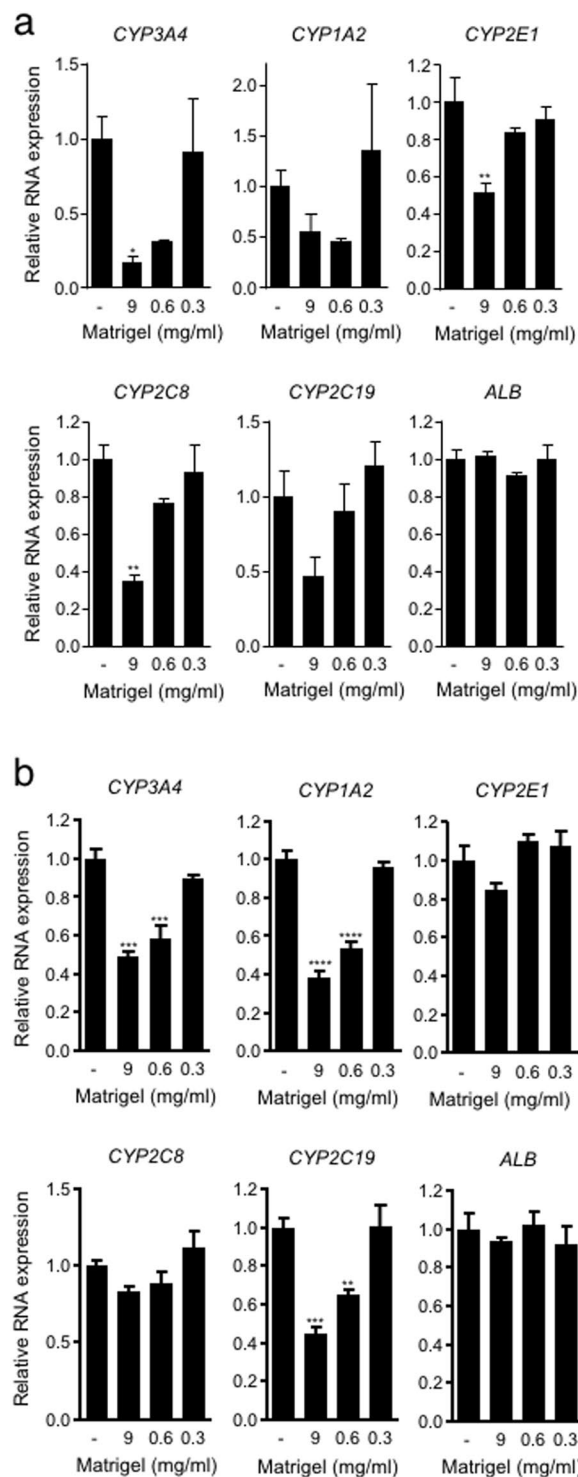 a
CYP3A4 CYP1A2 CYP2E1
Relative RNA expression
1.5 1.0 0.5 0.0
2.0 1.5 1.0 0.5 0.0
1.2 1.0 0.8 0.6 0.4 0.2 0.0
* **
- 9 0.6 0.3 - 9 0.6 0.3 - 9 0.6 0.3
Matrigel (mg/ml) Matrigel (mg/ml) Matrigel (mg/ml)
CYP2C8 CYP2C19 ALB
Relative RNA expression
1.2 1.0 0.8 0.6 0.4 0.2 0.0
1.5 1.0 0.5 0.0
1.2 1.0 0.8 0.6 0.4 0.2 0.0
**
- 9 0.6 0.3 - 9 0.6 0.3 - 9 0.6 0.3
Matrigel (mg/ml) Matrigel (mg/ml) Matrigel (mg/ml)
b
CYP3A4 CYP1A2 CYP2E1
Relative RNA expression
1.2 1.0 0.8 0.6 0.4 0.2 0.0
1.2 1.0 0.8 0.6 0.4 0.2 0.0
1.2 1.0 0.8 0.6 0.4 0.2 0.0
*** *** **** ****
- 9 0.6 0.3 - 9 0.6 0.3 - 9 0.6 0.3
Matrigel (mg/ml) Matrigel (mg/ml) Matrigel (mg/ml)
CYP2C8 CYP2C19 ALB
Relative RNA expression
1.5 1.0 0.5 0.0
1.2 1.0 0.8 0.6 0.4 0.2 0.0
1.2 1.0 0.8 0.6 0.4 0.2 0.0
*** **
- 9 0.6 0.3 - 9 0.6 0.3 - 9 0.6 0.3
Matrigel (mg/ml) Matrigel (mg/ml) Matrigel (mg/ml)